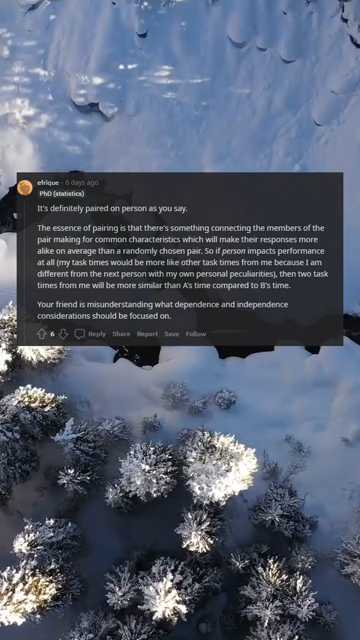 efrique · 6 days ago
PhD (statistics)
It's definitely paired on person as you say.
The essence of pairing is that there's something connecting the members of the
pair making for common characteristics which will make their responses more
alike on average than a randomly chosen pair. So if person impacts performance
at all (my task times would be more like other task times from me because I am
different from the next person with my own personal peculiarities), then two task
times from me will be more similar than A's time compared to B's time.
Your friend is misunderstanding what dependence and independence
considerations should be focused on.
6 Reply Share Report Save Follow